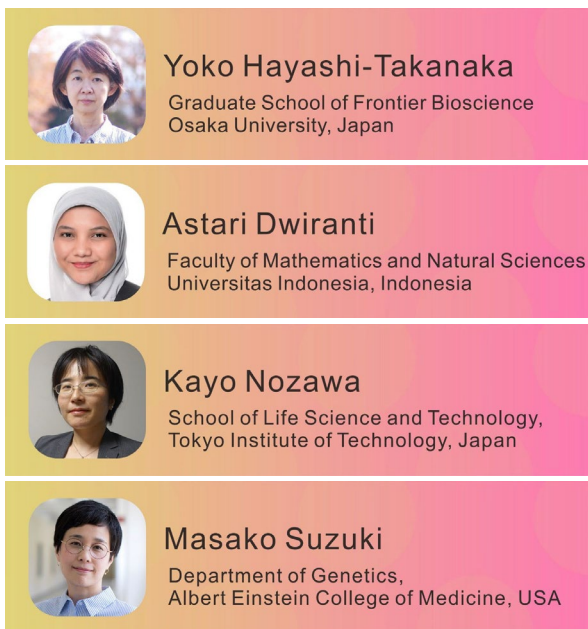 Yoko Hayashi-Takanaka
Graduate School of Frontier Bioscience
Osaka University, Japan
Astari Dwiranti
Faculty of Mathematics and Natural Sciences
Universitas Indonesia, Indonesia
Kayo Nozawa
School of Life Science and Technology,
Tokyo Institute of Technology, Japan
Masako Suzuki
Department of Genetics,
Albert Einstein College of Medicine, USA